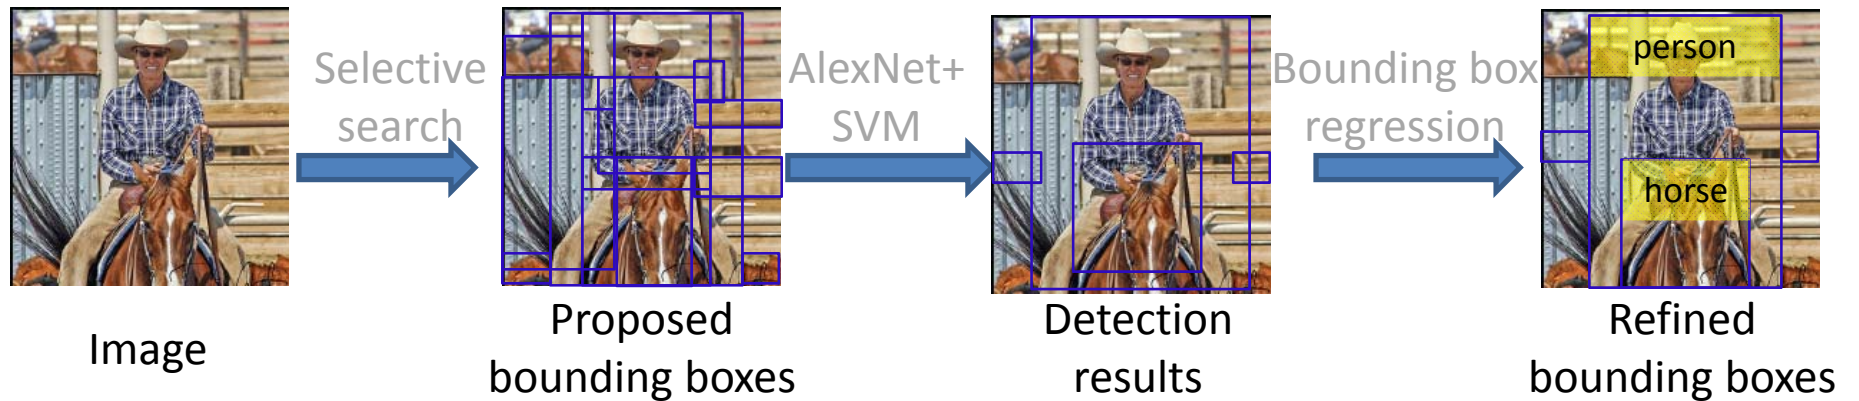 Image
Selective
search
Proposed
bounding boxes
AlexNet+
SVM
Detection
results
Bounding box
regression
person
horse
Refined
bounding boxes